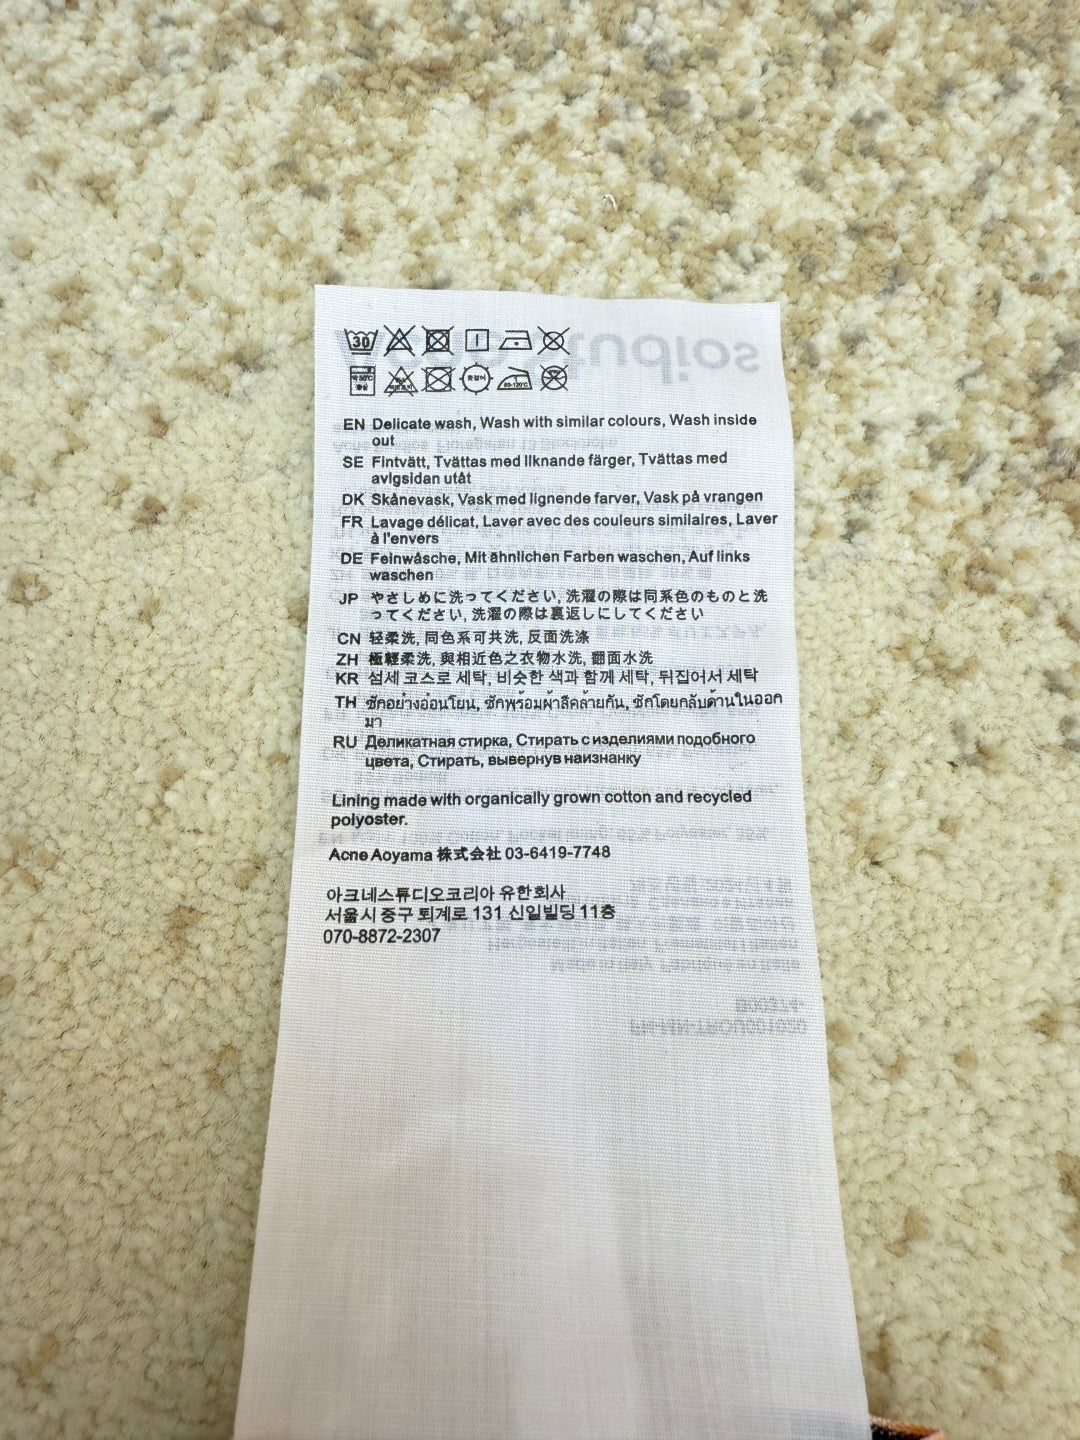 30
EN Delicate wash, Wash with similar colours, Wash inside
out
SE Fintvätt, Tvättas med liknande färger, Tvättas med
avigsidan utåt
DK Skånevask, Vask med lignende farver, Vask på vrangen
FR Lavage délicat, Laver avec des couleurs similaires, Laver
à l'envers
DE Feinwäsche, Mit ähnlichen Farben waschen, Auf links
waschen
JP やさしめに洗ってください, 洗濯の際は同系色のものと洗
ってください, 洗濯の際は裏返しにしてください
CN 轻柔洗, 同色系可共洗, 反面洗涤
ZH 極輕柔洗, 與相近色之衣物水洗, 翻面水洗
KR 섬세 코스로 세탁, 비슷한 색과 함께 세탁, 뒤집어서 세탁
TH ซักอย่างอ่อนโยน, ซักพร้อมผ้าสีคล้ายกัน, ซักโดยกลับด้านในออก
มา
RU Деликатная стирка, Стирать с изделиями подобного
цвета, Стирать, вывернув наизнанку
Lining made with organically grown cotton and recycled
polyester.
Acne Aoyama 株式会社 03-6419-7748
아크네스튜디오코리아 유한회사
서울시 중구 퇴계로 131 신일빌딩 11층
070-8872-2307